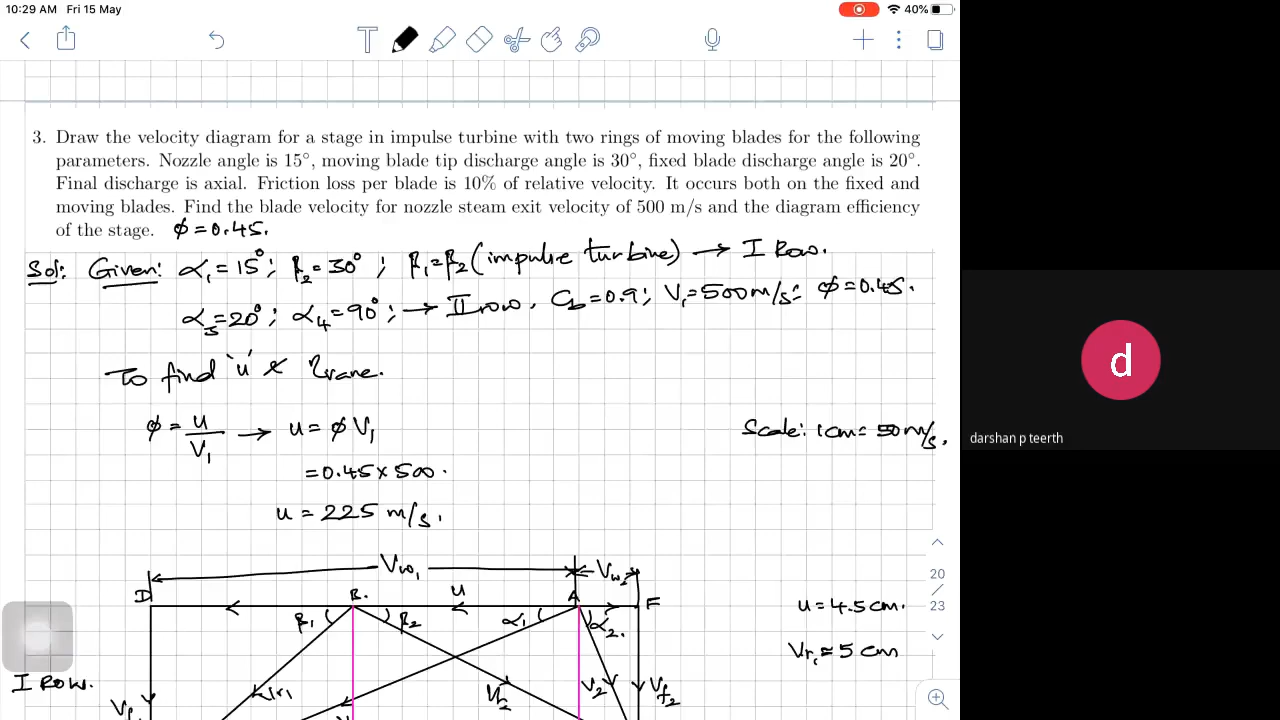 10:29 AM Fri 15 May
40%
3. Draw the velocity diagram for a stage in impulse turbine with two rings of moving blades for the following
parameters. Nozzle angle is 15°, moving blade tip discharge angle is 30°, fixed blade discharge angle is 20°.
Final discharge is axial. Friction loss per blade is 10% of relative velocity. It occurs both on the fixed and
moving blades. Find the blade velocity for nozzle steam exit velocity of 500 m/s and the diagram efficiency
of the stage. ϕ = 0.45.
Sol: Given: α₁ = 15°; β₂ = 30°; β₁ = β₂ (impulse turbine) → I Row.
α₃ = 20°; α₄ = 90°; → II row, Cb = 0.9; V₁ = 500 m/s; ϕ = 0.45.
To find 'u' & ηvane.
ϕ = u/V₁ → u = ϕ V₁
Scale: 1cm = 50 m/s.
= 0.45 × 500.
u = 225 m/s.
Vw₁ Vw₂
D B. u A E
u = 4.5 cm.
β₁ β₂ α₁ α₂.
Vr₁ = 5 cm
I ROW. Vr₁ Vr₂ V₂ Vf₂
d
darshan p teerth
20
/
23